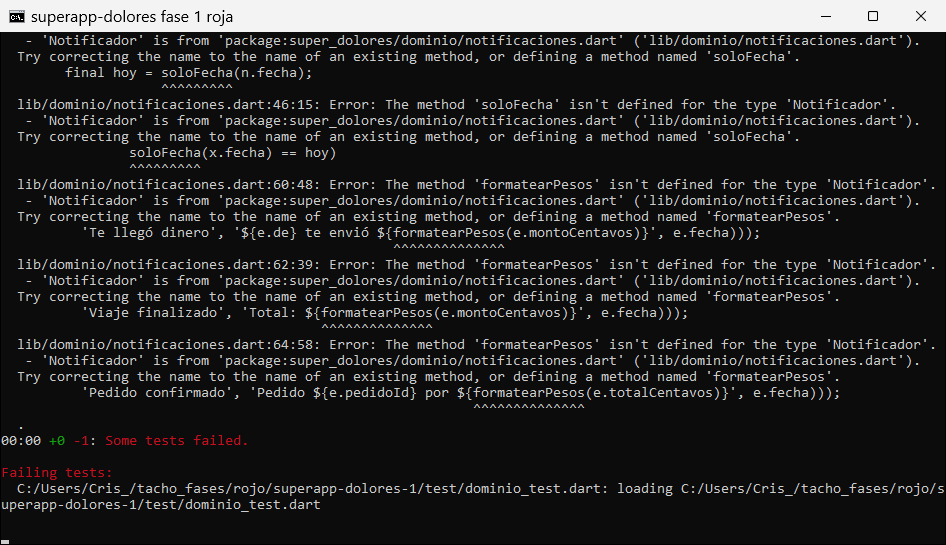 superapp-dolores fase 1 roja
- 'Notificador' is from 'package:super_dolores/dominio/notificaciones.dart' ('lib/dominio/notificaciones.dart').
Try correcting the name to the name of an existing method, or defining a method named 'soloFecha'.
final hoy = soloFecha(n.fecha);
^^^^^^^^^
lib/dominio/notificaciones.dart:46:15: Error: The method 'soloFecha' isn't defined for the type 'Notificador'.
- 'Notificador' is from 'package:super_dolores/dominio/notificaciones.dart' ('lib/dominio/notificaciones.dart').
Try correcting the name to the name of an existing method, or defining a method named 'soloFecha'.
soloFecha(x.fecha) == hoy)
^^^^^^^^^
lib/dominio/notificaciones.dart:60:48: Error: The method 'formatearPesos' isn't defined for the type 'Notificador'.
- 'Notificador' is from 'package:super_dolores/dominio/notificaciones.dart' ('lib/dominio/notificaciones.dart').
Try correcting the name to the name of an existing method, or defining a method named 'formatearPesos'.
'Te llegó dinero', '${e.de} te envió ${formatearPesos(e.montoCentavos)}', e.fecha)));
^^^^^^^^^^^^^^
lib/dominio/notificaciones.dart:62:39: Error: The method 'formatearPesos' isn't defined for the type 'Notificador'.
- 'Notificador' is from 'package:super_dolores/dominio/notificaciones.dart' ('lib/dominio/notificaciones.dart').
Try correcting the name to the name of an existing method, or defining a method named 'formatearPesos'.
'Viaje finalizado', 'Total: ${formatearPesos(e.montoCentavos)}', e.fecha)));
^^^^^^^^^^^^^^
lib/dominio/notificaciones.dart:64:58: Error: The method 'formatearPesos' isn't defined for the type 'Notificador'.
- 'Notificador' is from 'package:super_dolores/dominio/notificaciones.dart' ('lib/dominio/notificaciones.dart').
Try correcting the name to the name of an existing method, or defining a method named 'formatearPesos'.
'Pedido confirmado', 'Pedido ${e.pedidoId} por ${formatearPesos(e.totalCentavos)}', e.fecha)));
^^^^^^^^^^^^^^
.
00:00 +0 -1: Some tests failed.
Failing tests:
C:/Users/Cris_/tacho_fases/rojo/superapp-dolores-1/test/dominio_test.dart: loading C:/Users/Cris_/tacho_fases/rojo/s
uperapp-dolores-1/test/dominio_test.dart